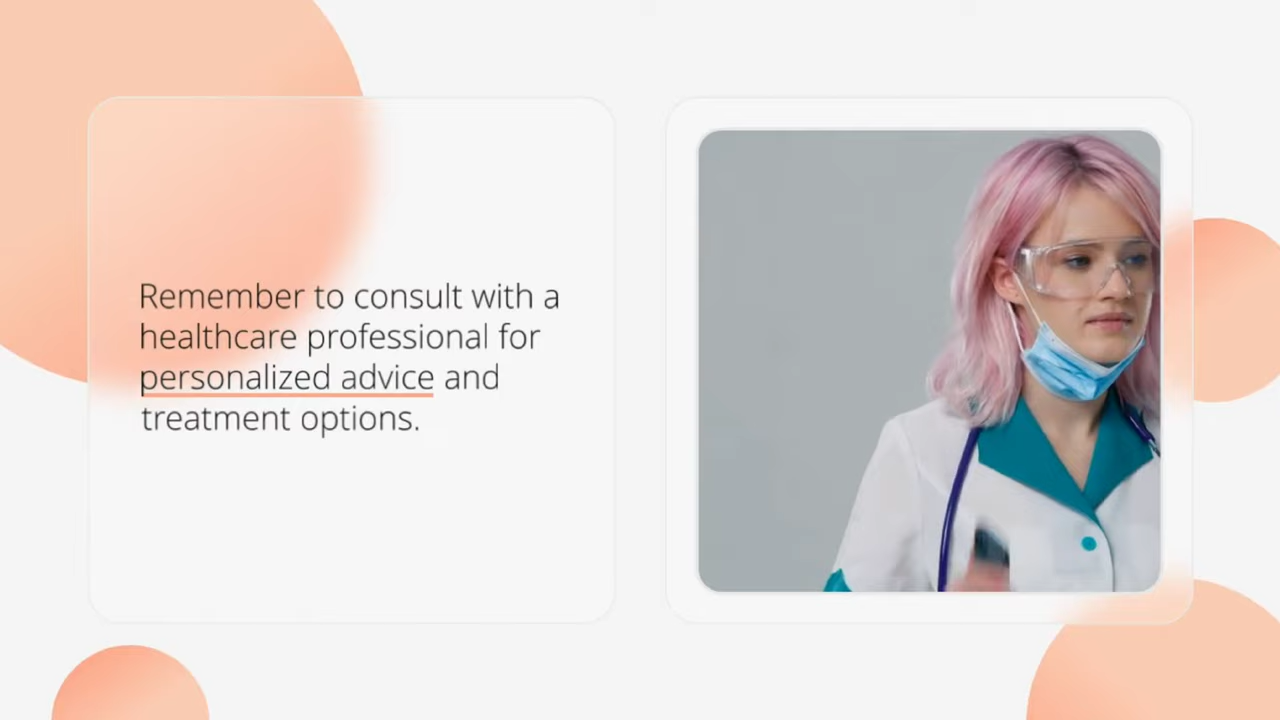 Remember to consult with a
healthcare professional for
personalized advice and
treatment options.